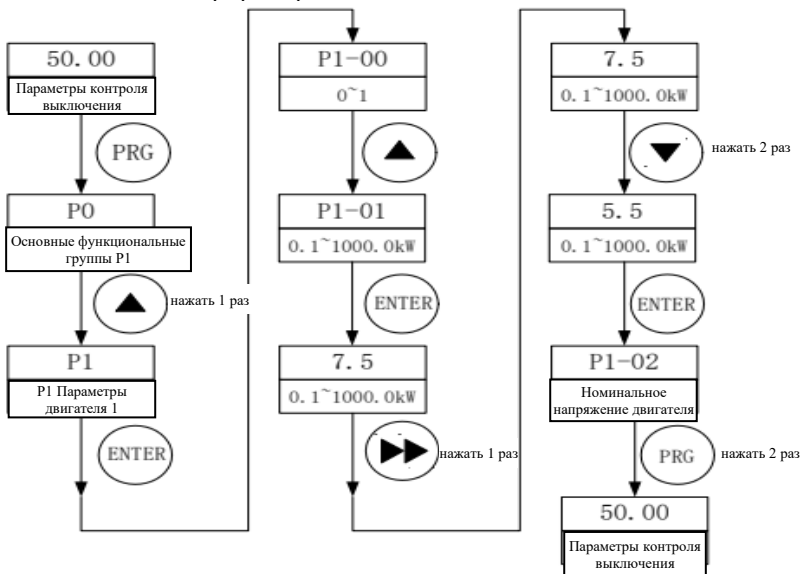 50.00
Параметры контроля
выключения
PRG
P0
Основные функциональные
группы P1
нажать 1 раз
P1
P1 Параметры
двигателя 1
ENTER
P1-00
0~1
P1-01
0.1~1000.0kW
ENTER
7.5
0.1~1000.0kW
нажать 1 раз
7.5
0.1~1000.0kW
нажать 2 раз
5.5
0.1~1000.0kW
ENTER
P1-02
Номинальное
напряжение двигателя
PRG
нажать 2 раз
50.00
Параметры контроля
выключения